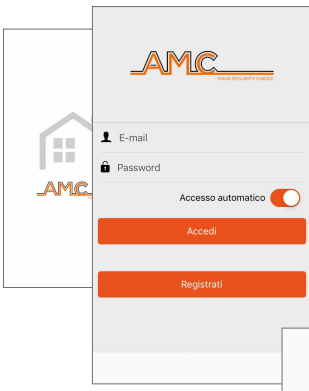 AMC
YOUR SECURITY CHOICE
AMC
E-mail
Password
Accesso automatico
Accedi
Registrati